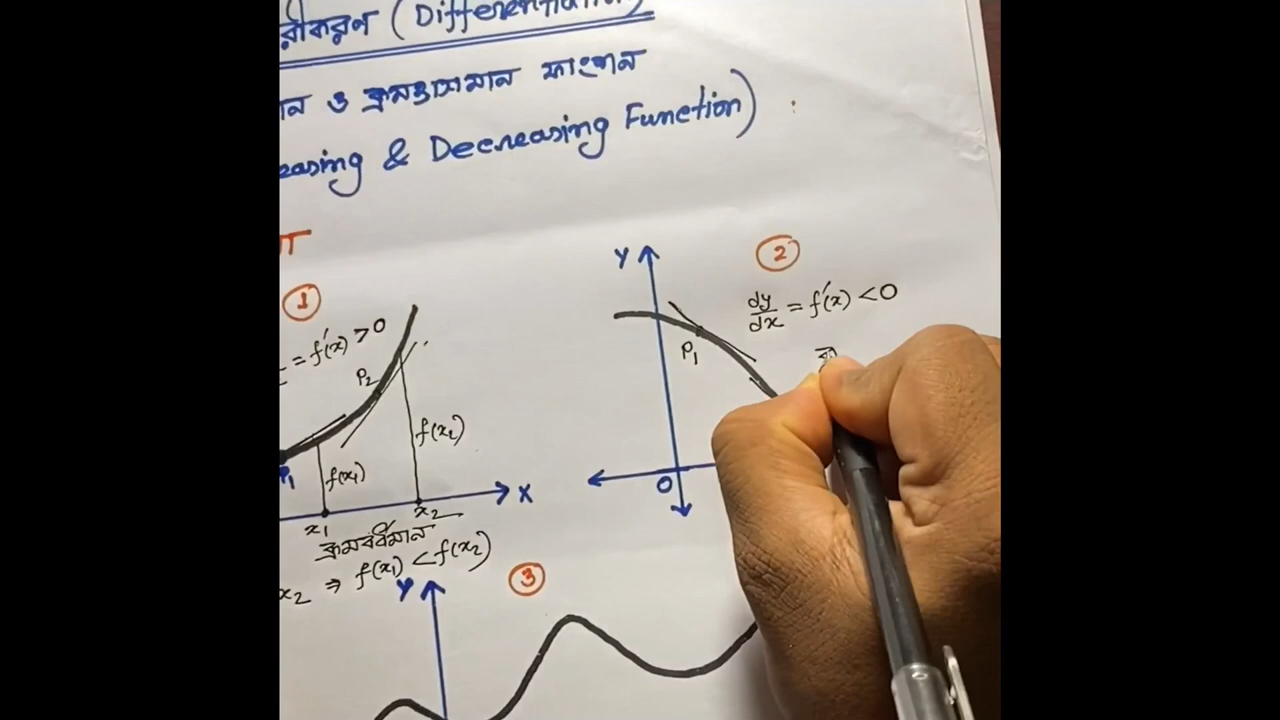 (Differentiation)
ও ক্রমহ্রাসমান ফাংশন
& Decreasing Function) :
1
= f'(x) > 0
P2
P1
f(x1)
f(x2)
x1
x2
X
ক্রমবর্ধমান
x2 ⇒ f(x1) < f(x2)
2
Y
dy/dx = f'(x) < 0
P1
O
3
Y